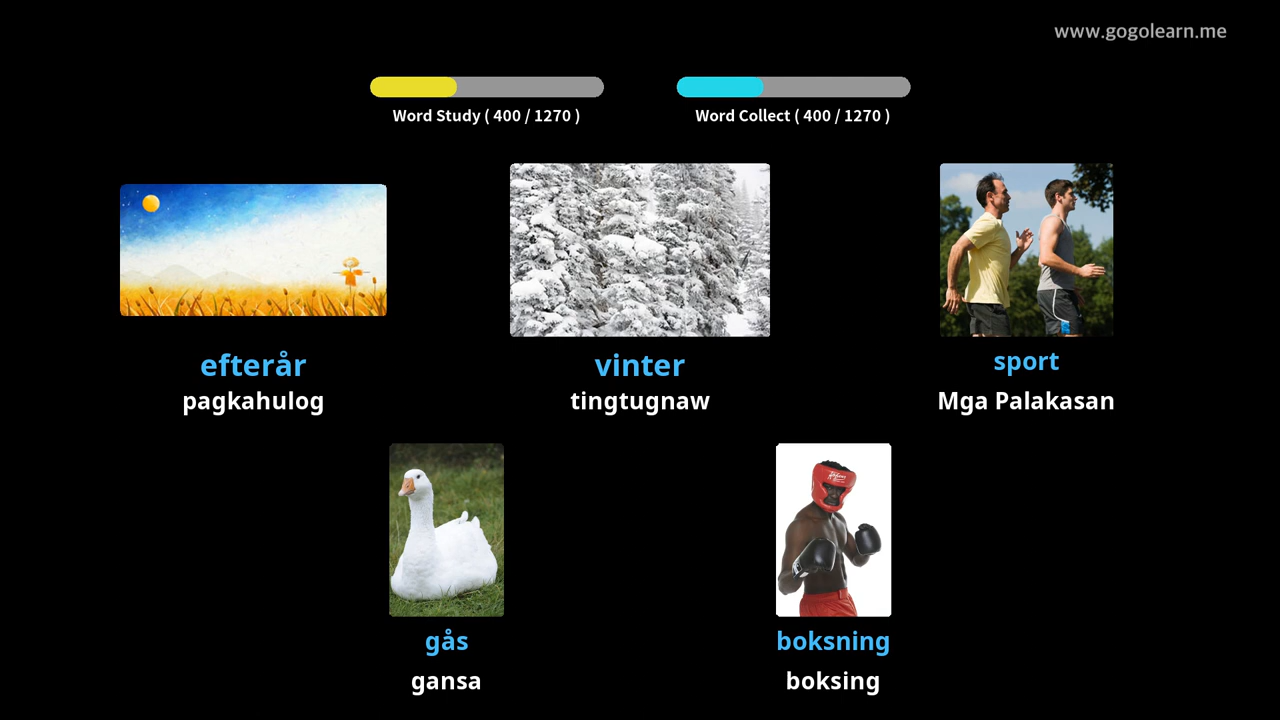 www.gogolearn.me
Word Study ( 400 / 1270 )
Word Collect ( 400 / 1270 )
efterår
pagkahulog
vinter
tingtugnaw
sport
Mga Palakasan
gås
gansa
boksning
boksing